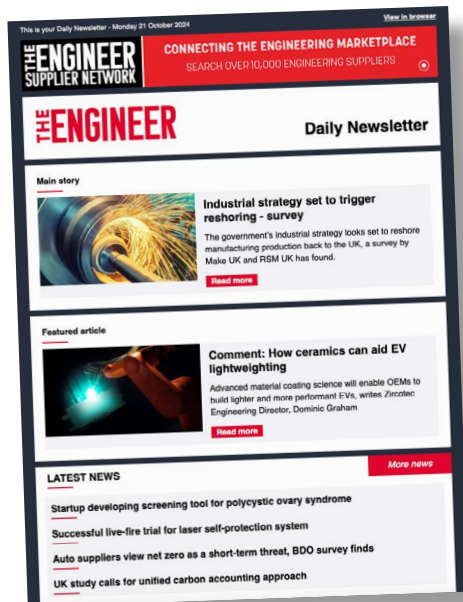 This is your Daily Newsletter - Monday 21 October 2024
View in browser
THE ENGINEER
SUPPLIER NETWORK
CONNECTING THE ENGINEERING MARKETPLACE
SEARCH OVER 10,000 ENGINEERING SUPPLIERS
THE ENGINEER
Daily Newsletter
Main story
Industrial strategy set to trigger
reshoring - survey
The government's industrial strategy looks set to reshore
manufacturing production back to the UK, a survey by
Make UK and RSM UK has found.
Read more
Featured article
Comment: How ceramics can aid EV
lightweighting
Advanced material coating science will enable OEMs to
build lighter and more performant EVs, writes Zircotec
Engineering Director, Dominic Graham
Read more
LATEST NEWS
More news
Startup developing screening tool for polycystic ovary syndrome
Successful live-fire trial for laser self-protection system
Auto suppliers view net zero as a short-term threat, BDO survey finds
UK study calls for unified carbon accounting approach